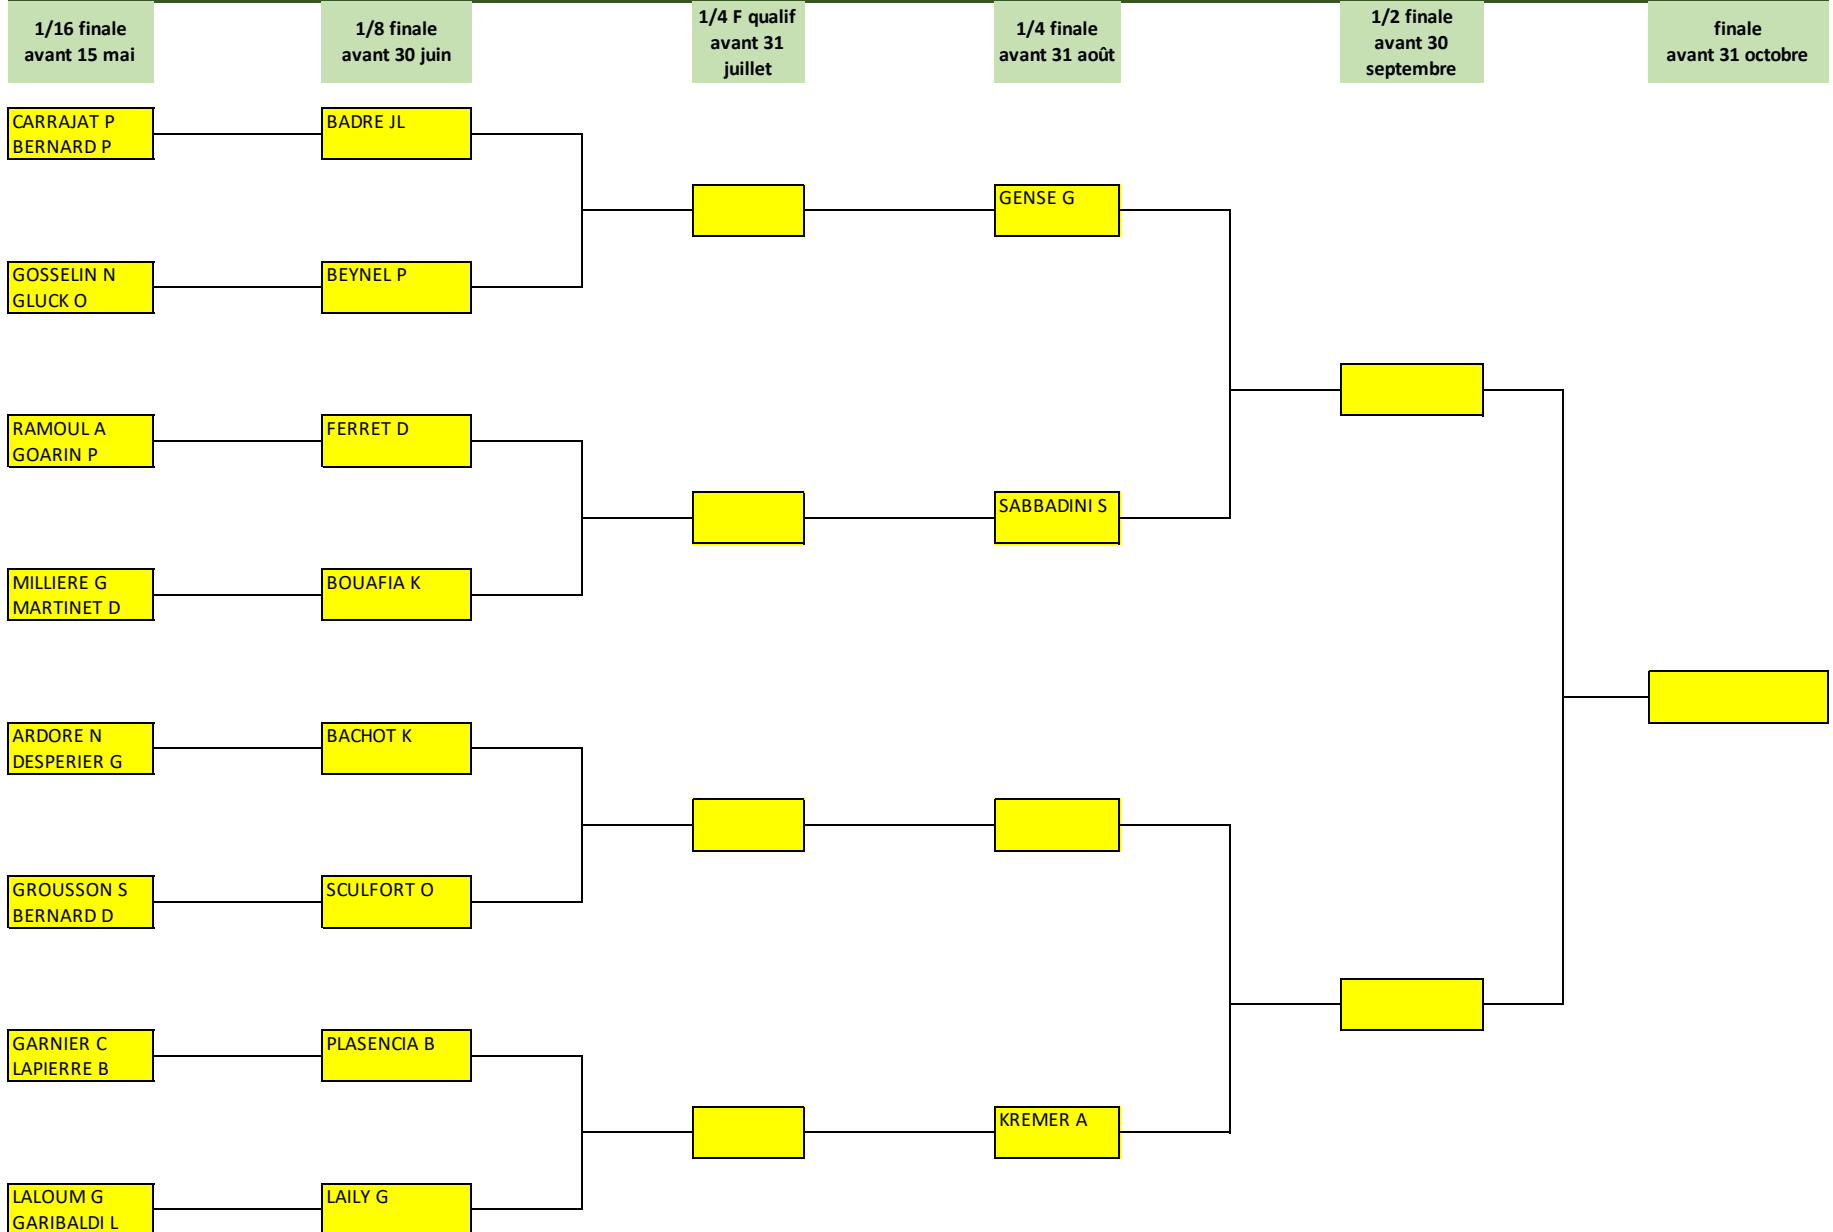 1/16 finale
avant 15 mai
1/8 finale
avant 30 juin
1/4 F qualif
avant 31
juillet
1/4 finale
avant 31 août
1/2 finale
avant 30
septembre
finale
avant 31 octobre
CARRAJAT P
BERNARD P
BADRE JL
GENSE G
GOSSELIN N
GLUCK O
BEYNEL P
RAMOUL A
GOARIN P
FERRET D
SABBADINI S
MILLIERE G
MARTINET D
BOUAFIA K
ARDORE N
DESPERIER G
BACHOT K
GROUSSON S
BERNARD D
SCULFORT O
GARNIER C
LAPIERRE B
PLASENCIA B
KREMER A
LALOUM G
GARIBALDI L
LAILY G